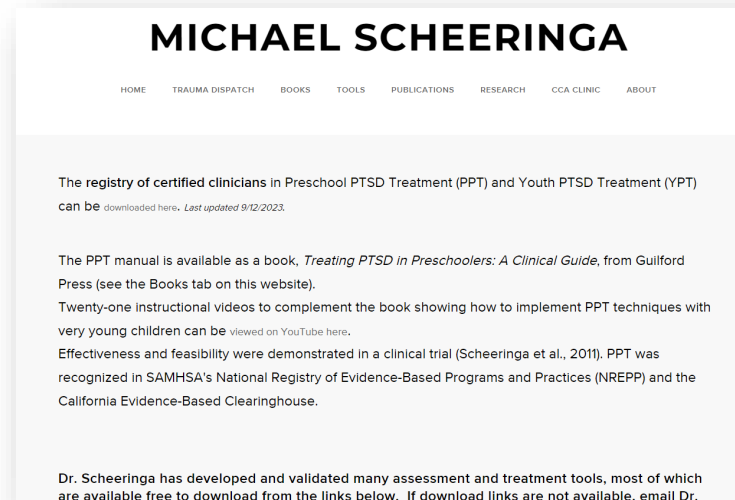 MICHAEL SCHEERINGA
HOME TRAUMA DISPATCH BOOKS TOOLS PUBLICATIONS RESEARCH CCA CLINIC ABOUT
The registry of certified clinicians in Preschool PTSD Treatment (PPT) and Youth PTSD Treatment (YPT)
can be downloaded here. Last updated 9/12/2023.
The PPT manual is available as a book, Treating PTSD in Preschoolers: A Clinical Guide, from Guilford
Press (see the Books tab on this website).
Twenty-one instructional videos to complement the book showing how to implement PPT techniques with
very young children can be viewed on YouTube here.
Effectiveness and feasibility were demonstrated in a clinical trial (Scheeringa et al., 2011). PPT was
recognized in SAMHSA's National Registry of Evidence-Based Programs and Practices (NREPP) and the
California Evidence-Based Clearinghouse.
Dr. Scheeringa has developed and validated many assessment and treatment tools, most of which
are available free to download from the links below. If download links are not available, email Dr.